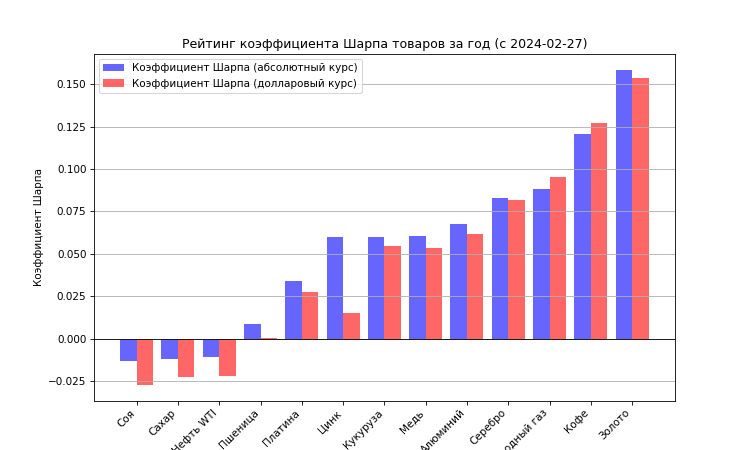 Рейтинг коэффициента Шарпа товаров за год (с 2024-02-27)
Коэффициент Шарпа (абсолютный курс)
Коэффициент Шарпа (долларовый курс)
Коэффициент Шарпа
0.150
0.125
0.100
0.075
0.050
0.025
0.000
−0.025
Соя
Сахар
Нефть WTI
Пшеница
Платина
Цинк
Кукуруза
Медь
Алюминий
Серебро
одный газ
Кофе
Золото